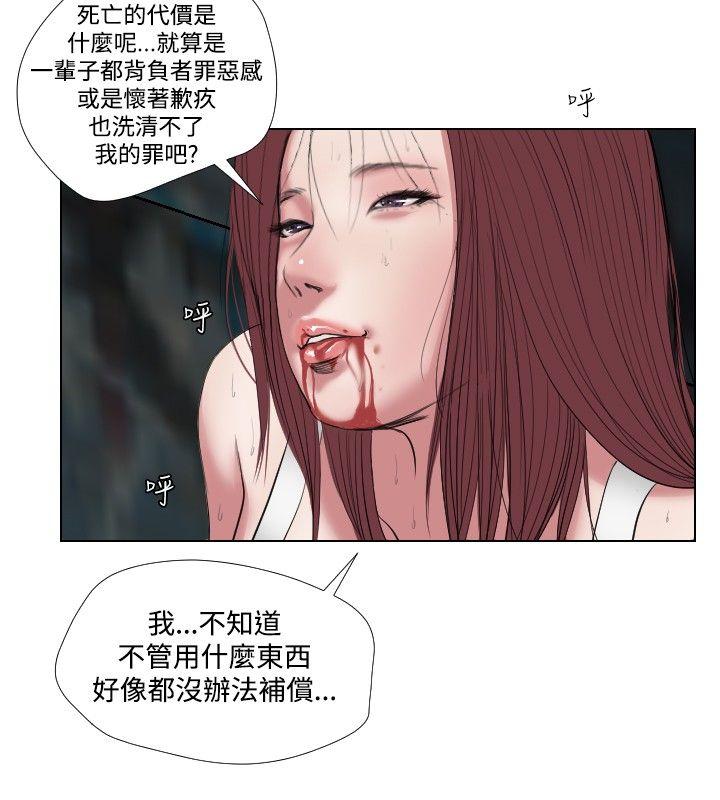 死亡的代價是
什麼呢...就算是
一輩子都背負者罪惡感
或是懷著歉疚
也洗清不了
我的罪吧?
呼
呼
呼
我...不知道
不管用什麼東西
好像都沒辦法補償...